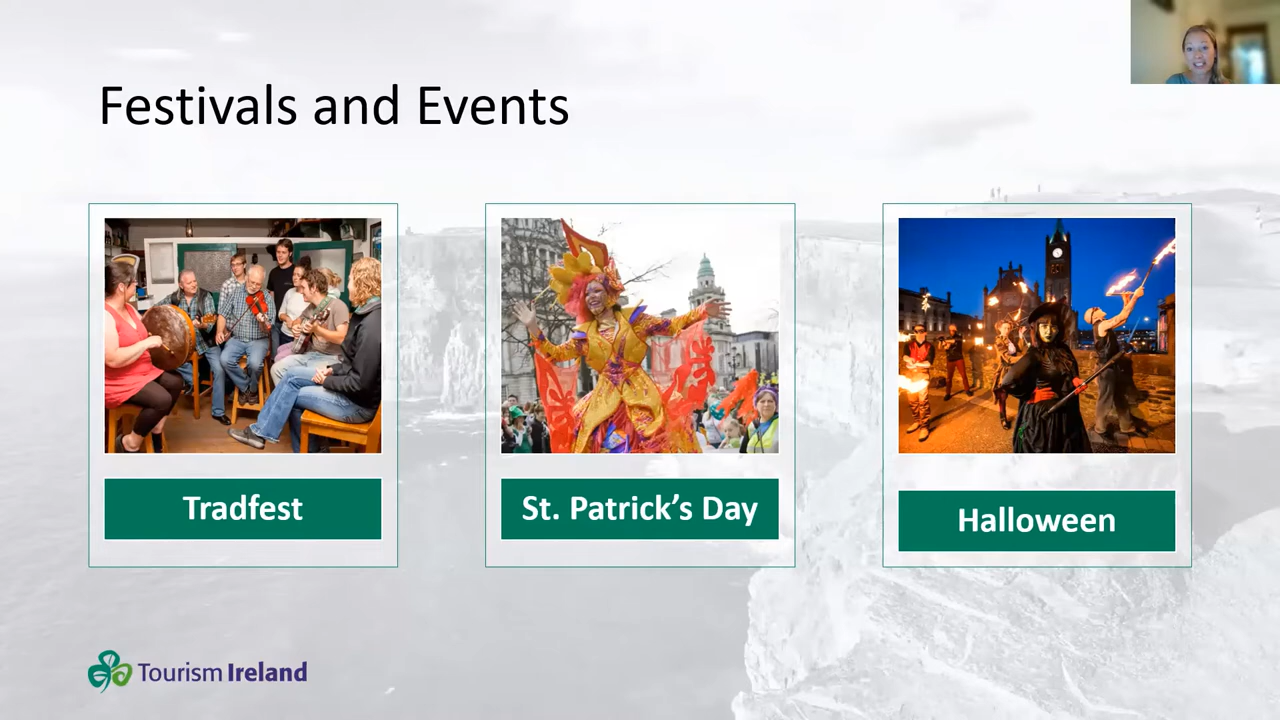 Festivals and Events
Tradfest
St. Patrick's Day
Halloween
Tourism Ireland